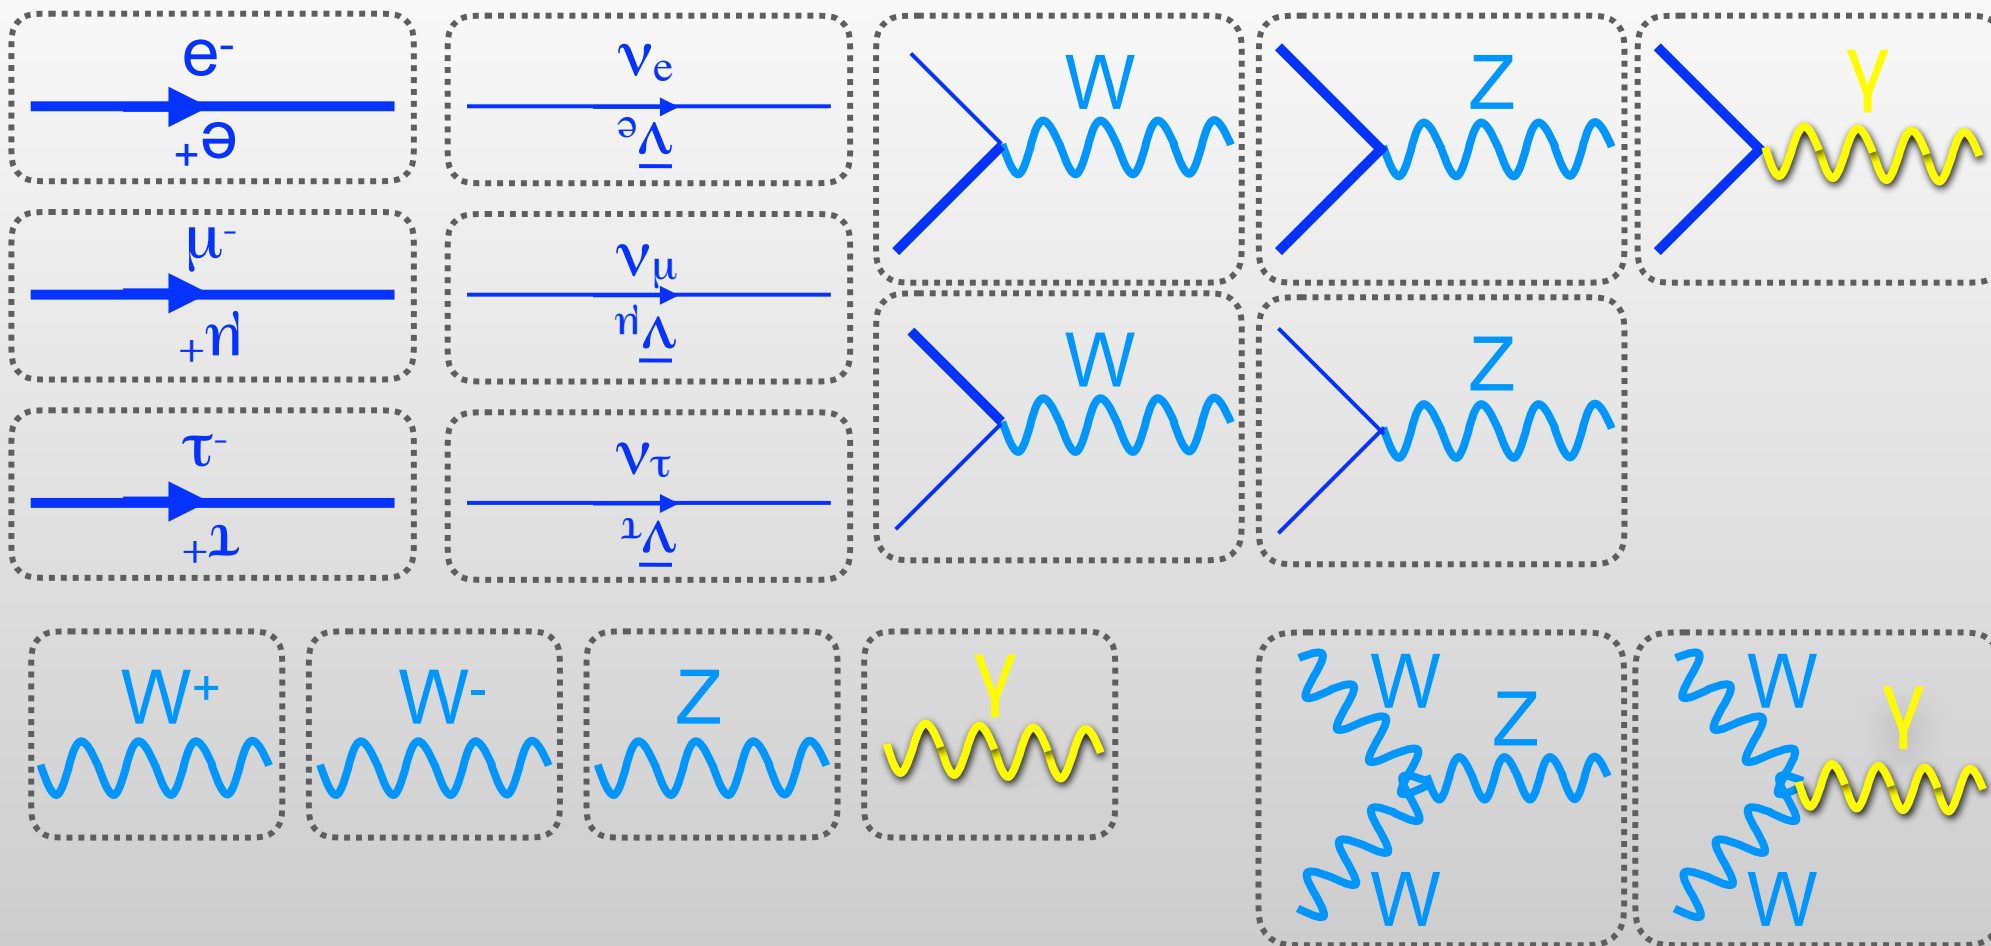 e-
e+
νe
ν̅e
W
Z
γ
μ-
μ+
νμ
ν̅μ
W
Z
τ-
τ+
ντ
ν̅τ
W+
W-
Z
γ
W
Z
W
W
γ
W